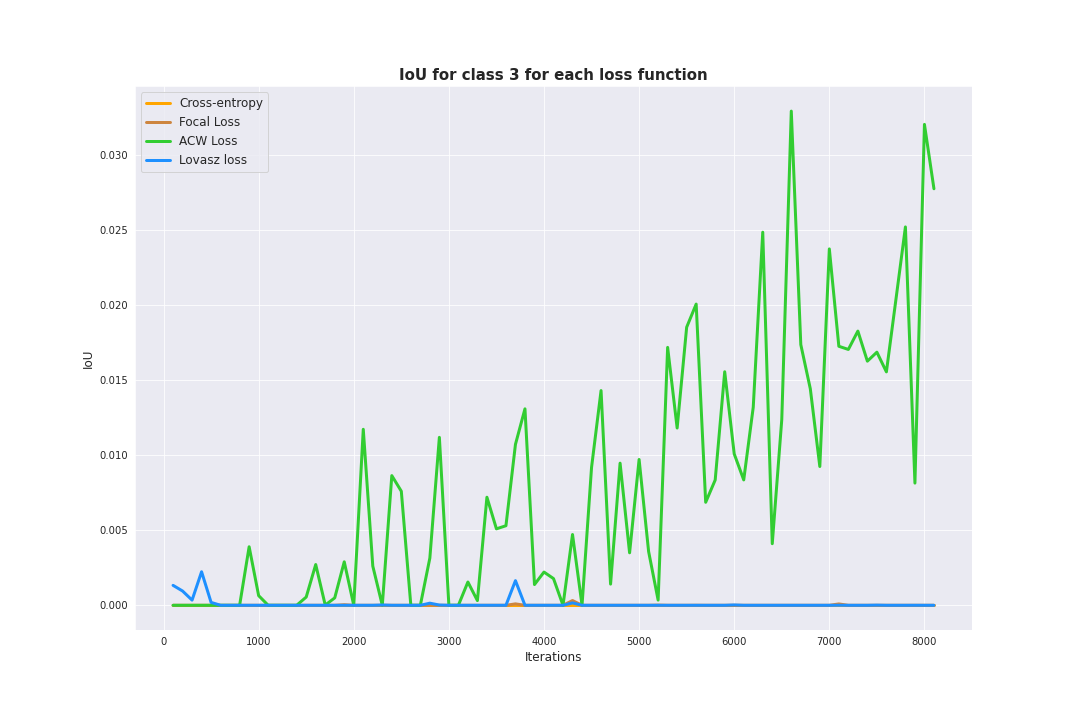 IoU for class 3 for each loss function
Cross-entropy
Focal Loss
ACW Loss
Lovasz loss
0.030
0.025
0.020
0.015
0.010
0.005
0.000
IoU
0 1000 2000 3000 4000 5000 6000 7000 8000
Iterations